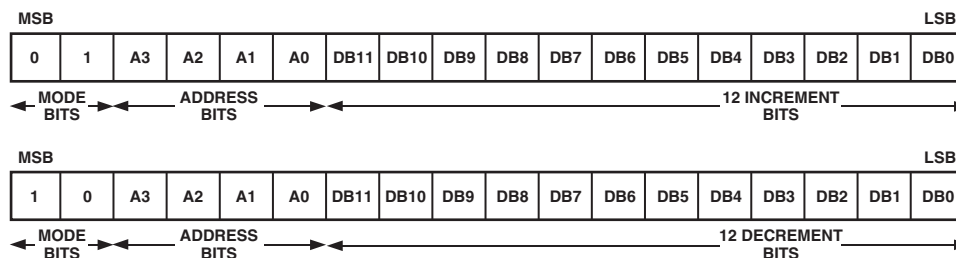 MSB LSB
0 1 A3 A2 A1 A0 DB11 DB10 DB9 DB8 DB7 DB6 DB5 DB4 DB3 DB2 DB1 DB0
MODE BITS ADDRESS BITS 12 INCREMENT BITS
MSB LSB
1 0 A3 A2 A1 A0 DB11 DB10 DB9 DB8 DB7 DB6 DB5 DB4 DB3 DB2 DB1 DB0
MODE BITS ADDRESS BITS 12 DECREMENT BITS